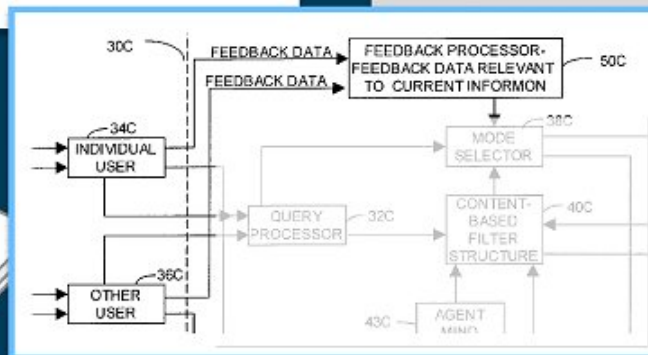 30C
FEEDBACK DATA
FEEDBACK DATA
FEEDBACK PROCESSOR-
FEEDBACK DATA RELEVANT
TO CURRENT INFORMON
50C
34C
INDIVIDUAL
USER
38C
MODE
SELECTOR
QUERY
PROCESSOR
32C
CONTENT-
BASED
FILTER
STRUCTURE
40C
36C
OTHER
USER
43C
AGENT
MIND